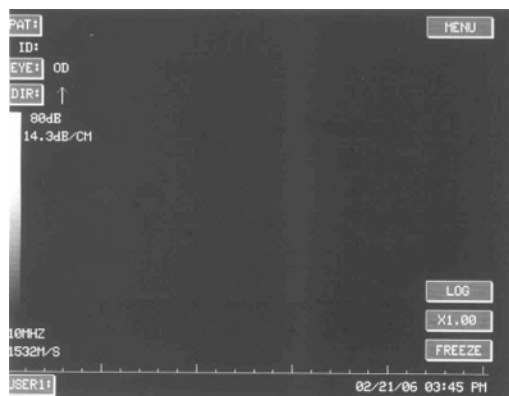 PAT: MENU
ID:
EYE: OD
DIR: ↑
80dB
14.3dB/CM
LOG
X1.00
10MHZ
1532M/S FREEZE
USER1: 02/21/06 03:45 PM